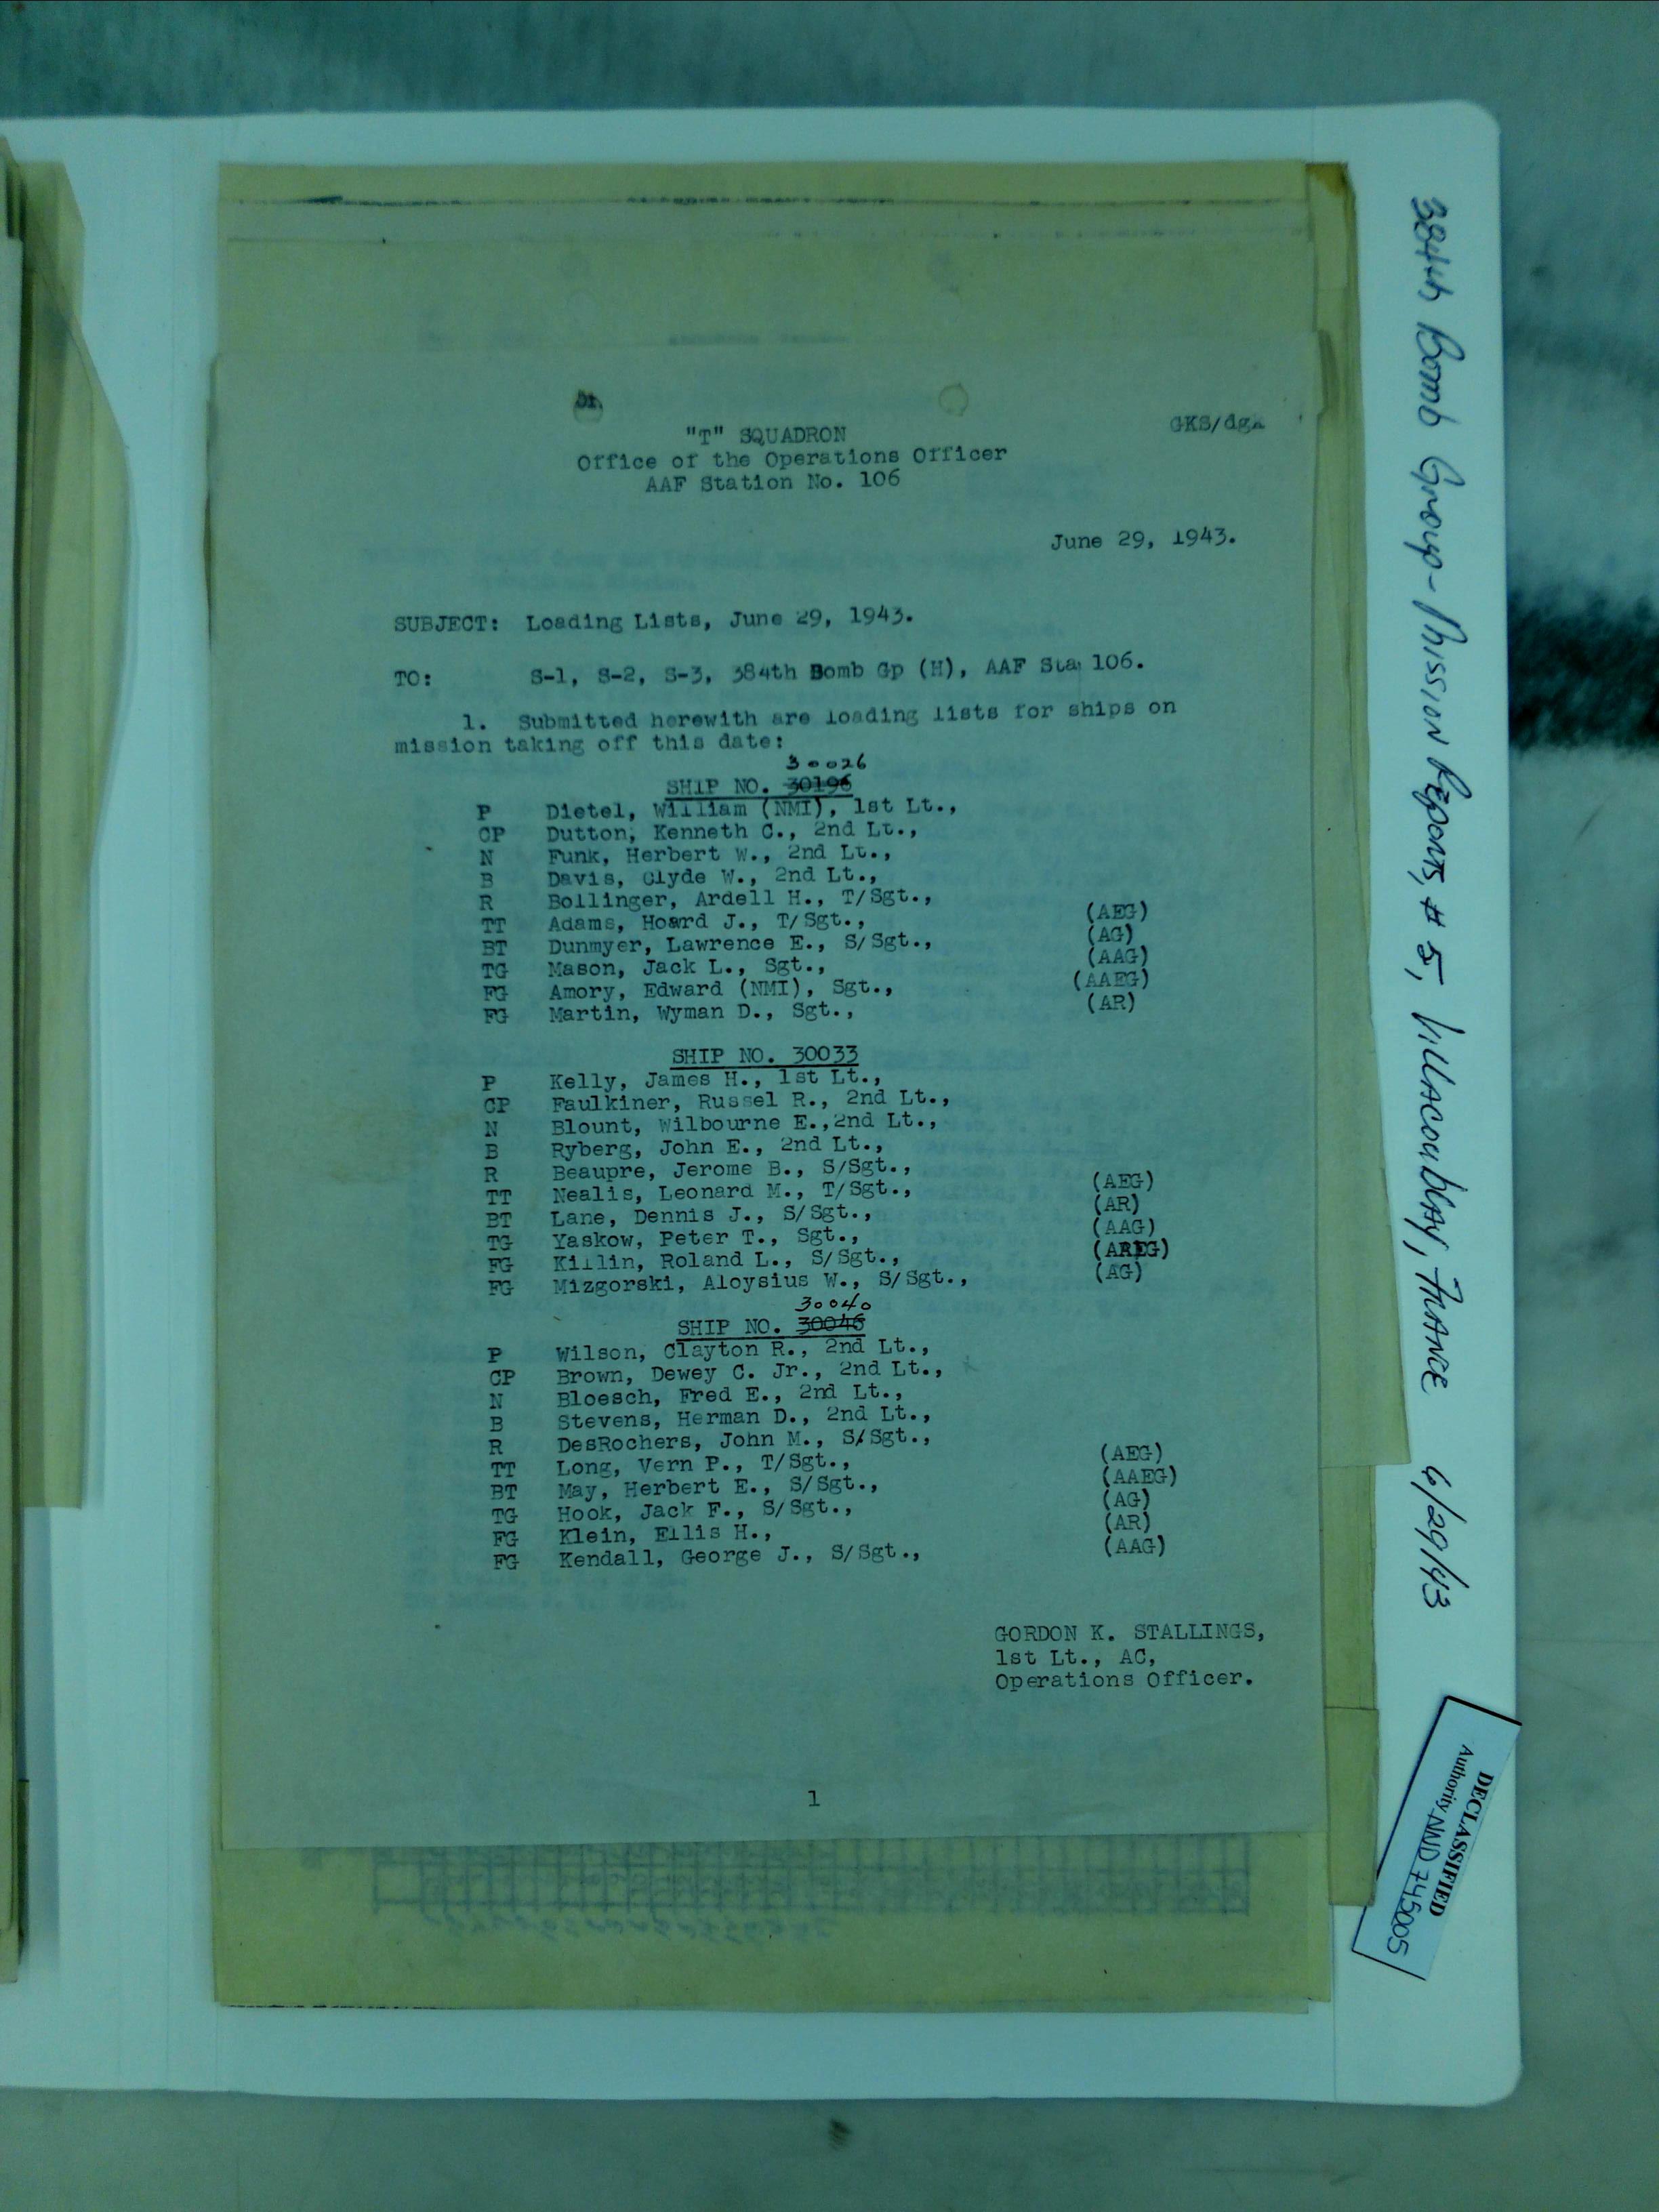 "T" SQUADRON
GKS/dg
Office of the Operations Officer
AAF Station No. 106
June 29, 1943.
SUBJECT: Loading Lists, June 29, 1943.
TO: S-1, S-2, S-3, 384th Bomb Gp (H), AAF Sta 106.
1. Submitted herewith are loading lists for ships on
mission taking off this date:
30026
SHIP NO. 30196
P Dietel, William (NMI), 1st Lt.,
CP Dutton, Kenneth C., 2nd Lt.,
N Funk, Herbert W., 2nd Lt.,
B Davis, Clyde W., 2nd Lt.,
R Bollinger, Ardell H., T/Sgt.,
TT Adams, Hoard J., T/Sgt., (AEG)
BT Dunmyer, Lawrence E., S/Sgt., (AG)
TG Mason, Jack L., Sgt., (AAG)
FG Amory, Edward (NMI), Sgt., (AAEG)
FG Martin, Wyman D., Sgt., (AR)
SHIP NO. 30033
P Kelly, James H., 1st Lt.,
CP Faulkiner, Russel R., 2nd Lt.,
N Blount, Wilbourne E.,2nd Lt.,
B Ryberg, John E., 2nd Lt.,
R Beaupre, Jerome B., S/Sgt.,
TT Nealis, Leonard M., T/Sgt., (AEG)
BT Lane, Dennis J., S/Sgt., (AR)
TG Yaskow, Peter T., Sgt., (AAG)
FG Killin, Roland L., S/Sgt.,
FG Mizgorski, Aloysius W., S/Sgt., (AG)
30040
SHIP NO. 30046
P Wilson, Clayton R., 2nd Lt.,
CP Brown, Dewey C. Jr., 2nd Lt.,
N Bloesch, Fred E., 2nd Lt.,
B Stevens, Herman D., 2nd Lt.,
R DesRochers, John M., S/Sgt.,
TT Long, Vern P., T/Sgt., (AEG)
BT May, Herbert E., S/Sgt., (AAEG)
TG Hook, Jack F., S/Sgt., (AG)
FG Klein, Ellis H., (AR)
FG Kendall, George J., S/Sgt., (AAG)
GORDON K. STALLINGS,
1st Lt., AC,
Operations Officer.
1
384th Bomb Group - Mission Reports, # 5, Villacoublay, France 6/29/43
DECLASSIFIED
Authority NND 745005